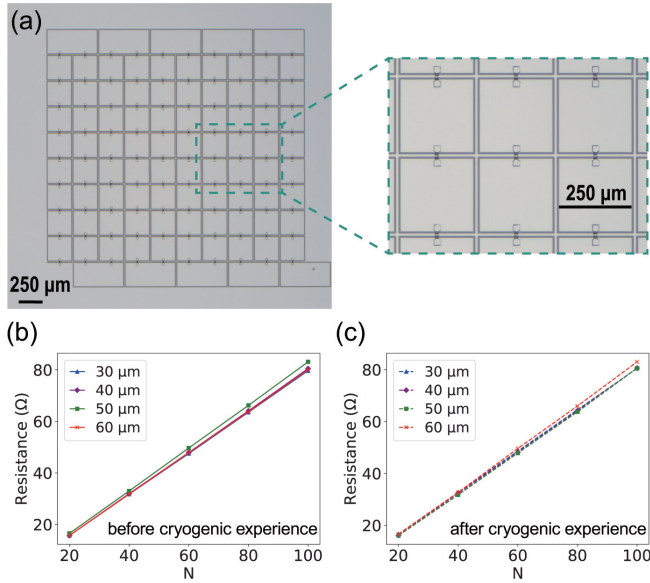 (a)
250 μm
250 μm
(b)
(c)
Resistance (Ω)
80
60
40
20
30 μm
40 μm
50 μm
60 μm
before cryogenic experience
20 40 60 80 100
N
Resistance (Ω)
80
60
40
20
30 μm
40 μm
50 μm
60 μm
after cryogenic experience
20 40 60 80 100
N